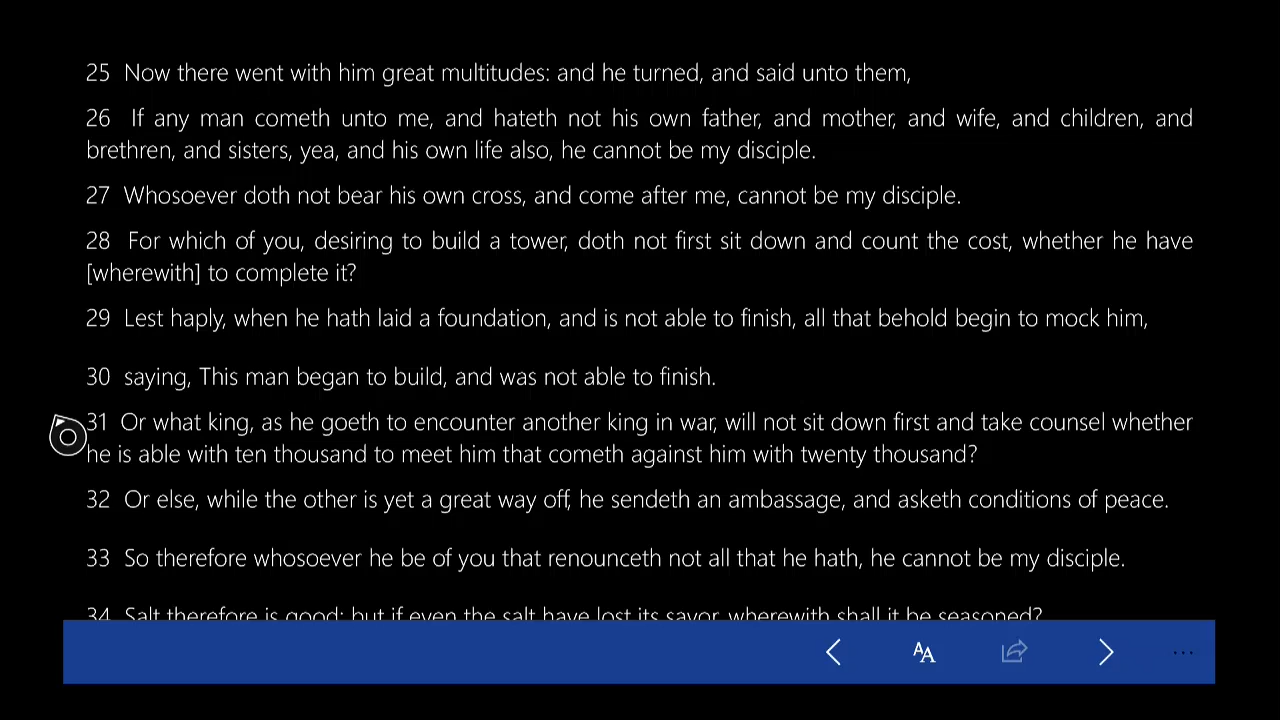 25 Now there went with him great multitudes: and he turned, and said unto them,
26 If any man cometh unto me, and hateth not his own father, and mother, and wife, and children, and
brethren, and sisters, yea, and his own life also, he cannot be my disciple.
27 Whosoever doth not bear his own cross, and come after me, cannot be my disciple.
28 For which of you, desiring to build a tower, doth not first sit down and count the cost, whether he have
[wherewith] to complete it?
29 Lest haply, when he hath laid a foundation, and is not able to finish, all that behold begin to mock him,
30 saying, This man began to build, and was not able to finish.
31 Or what king, as he goeth to encounter another king in war, will not sit down first and take counsel whether
he is able with ten thousand to meet him that cometh against him with twenty thousand?
32 Or else, while the other is yet a great way off, he sendeth an ambassage, and asketh conditions of peace.
33 So therefore whosoever he be of you that renounceth not all that he hath, he cannot be my disciple.
34 Salt therefore is good: but if even the salt have lost its savor, wherewith shall it be seasoned?
AA